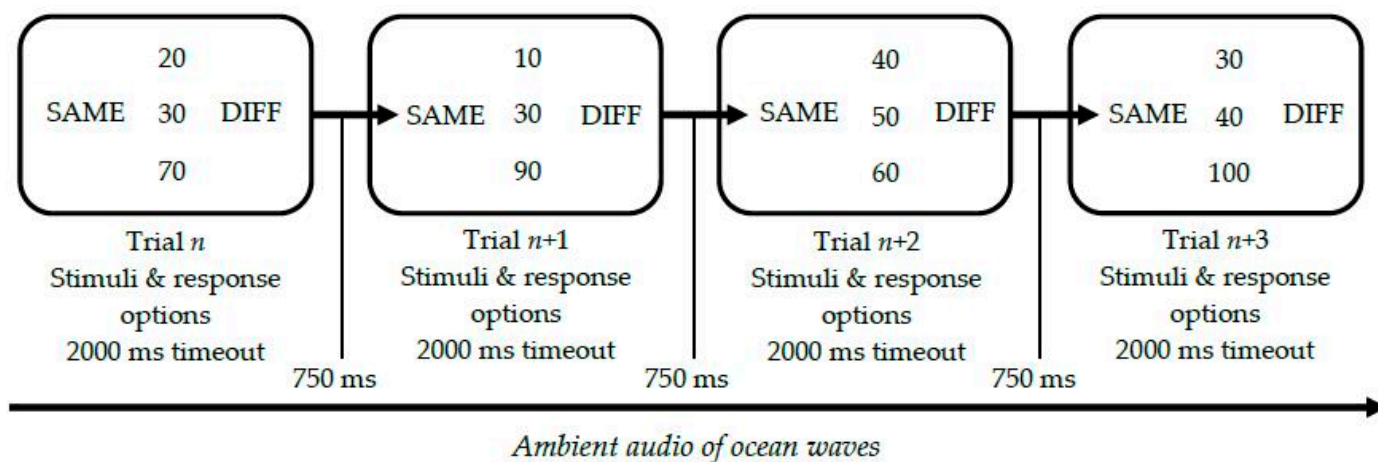 20
SAME 30 DIFF
70
10
SAME 30 DIFF
90
40
SAME 50 DIFF
60
30
SAME 40 DIFF
100
Trial n
Stimuli & response
options
2000 ms timeout
750 ms
Trial n+1
Stimuli & response
options
2000 ms timeout
750 ms
Trial n+2
Stimuli & response
options
2000 ms timeout
750 ms
Trial n+3
Stimuli & response
options
2000 ms timeout
Ambient audio of ocean waves